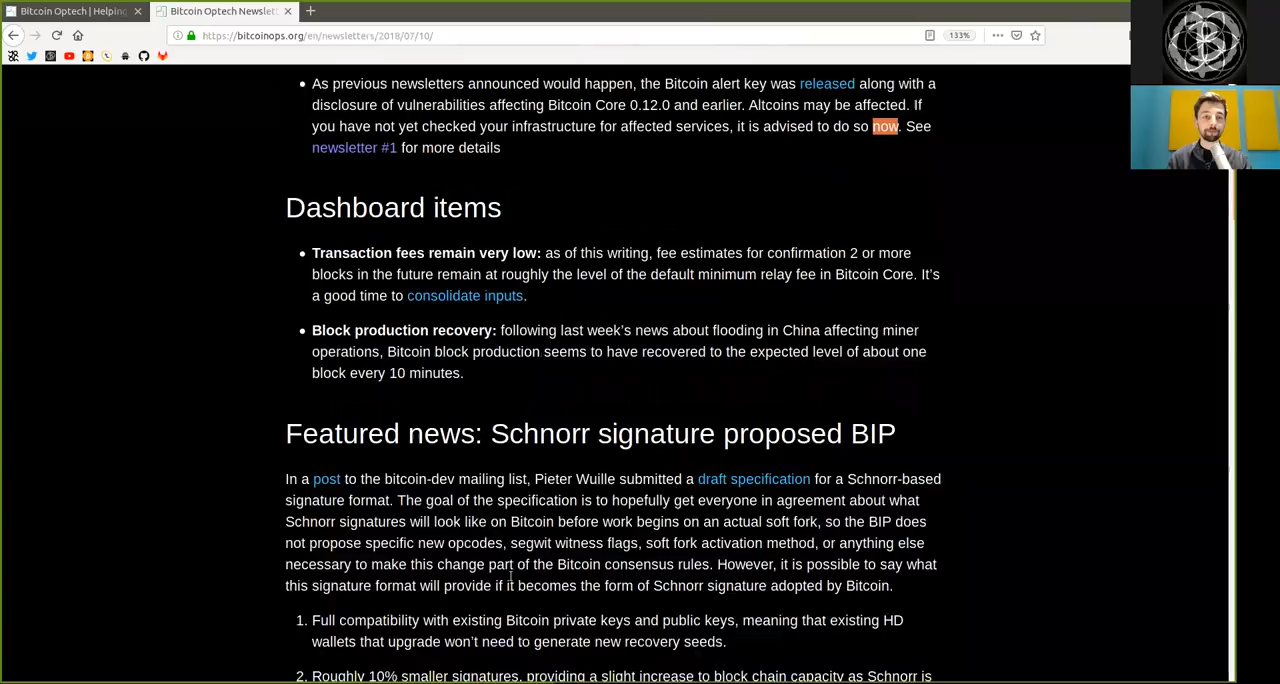 Bitcoin Optech | Helping
Bitcoin Optech Newslett
https://bitcoinops.org/en/newsletters/2018/07/10/
133%
As previous newsletters announced would happen, the Bitcoin alert key was released along with a
disclosure of vulnerabilities affecting Bitcoin Core 0.12.0 and earlier. Altcoins may be affected. If
you have not yet checked your infrastructure for affected services, it is advised to do so now. See
newsletter #1 for more details
Dashboard items
Transaction fees remain very low: as of this writing, fee estimates for confirmation 2 or more
blocks in the future remain at roughly the level of the default minimum relay fee in Bitcoin Core. It’s
a good time to consolidate inputs.
Block production recovery: following last week’s news about flooding in China affecting miner
operations, Bitcoin block production seems to have recovered to the expected level of about one
block every 10 minutes.
Featured news: Schnorr signature proposed BIP
In a post to the bitcoin-dev mailing list, Pieter Wuille submitted a draft specification for a Schnorr-based
signature format. The goal of the specification is to hopefully get everyone in agreement about what
Schnorr signatures will look like on Bitcoin before work begins on an actual soft fork, so the BIP does
not propose specific new opcodes, segwit witness flags, soft fork activation method, or anything else
necessary to make this change part of the Bitcoin consensus rules. However, it is possible to say what
this signature format will provide if it becomes the form of Schnorr signature adopted by Bitcoin.
1. Full compatibility with existing Bitcoin private keys and public keys, meaning that existing HD
wallets that upgrade won’t need to generate new recovery seeds.
2. Roughly 10% smaller signatures, providing a slight increase to block chain capacity as Schnorr is